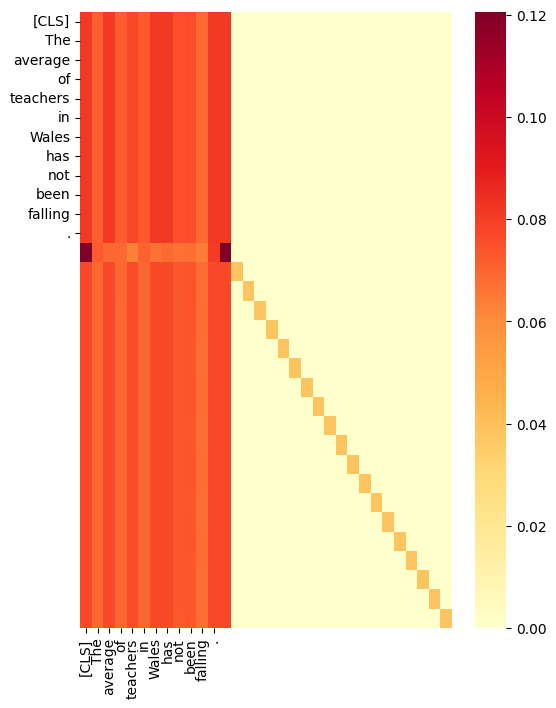 [CLS]
The
average
of
teachers
in
Wales
has
not
been
falling
.
[CLS]
The
average
of
teachers
in
Wales
has
not
been
falling
.
0.12
0.10
0.08
0.06
0.04
0.02
0.00